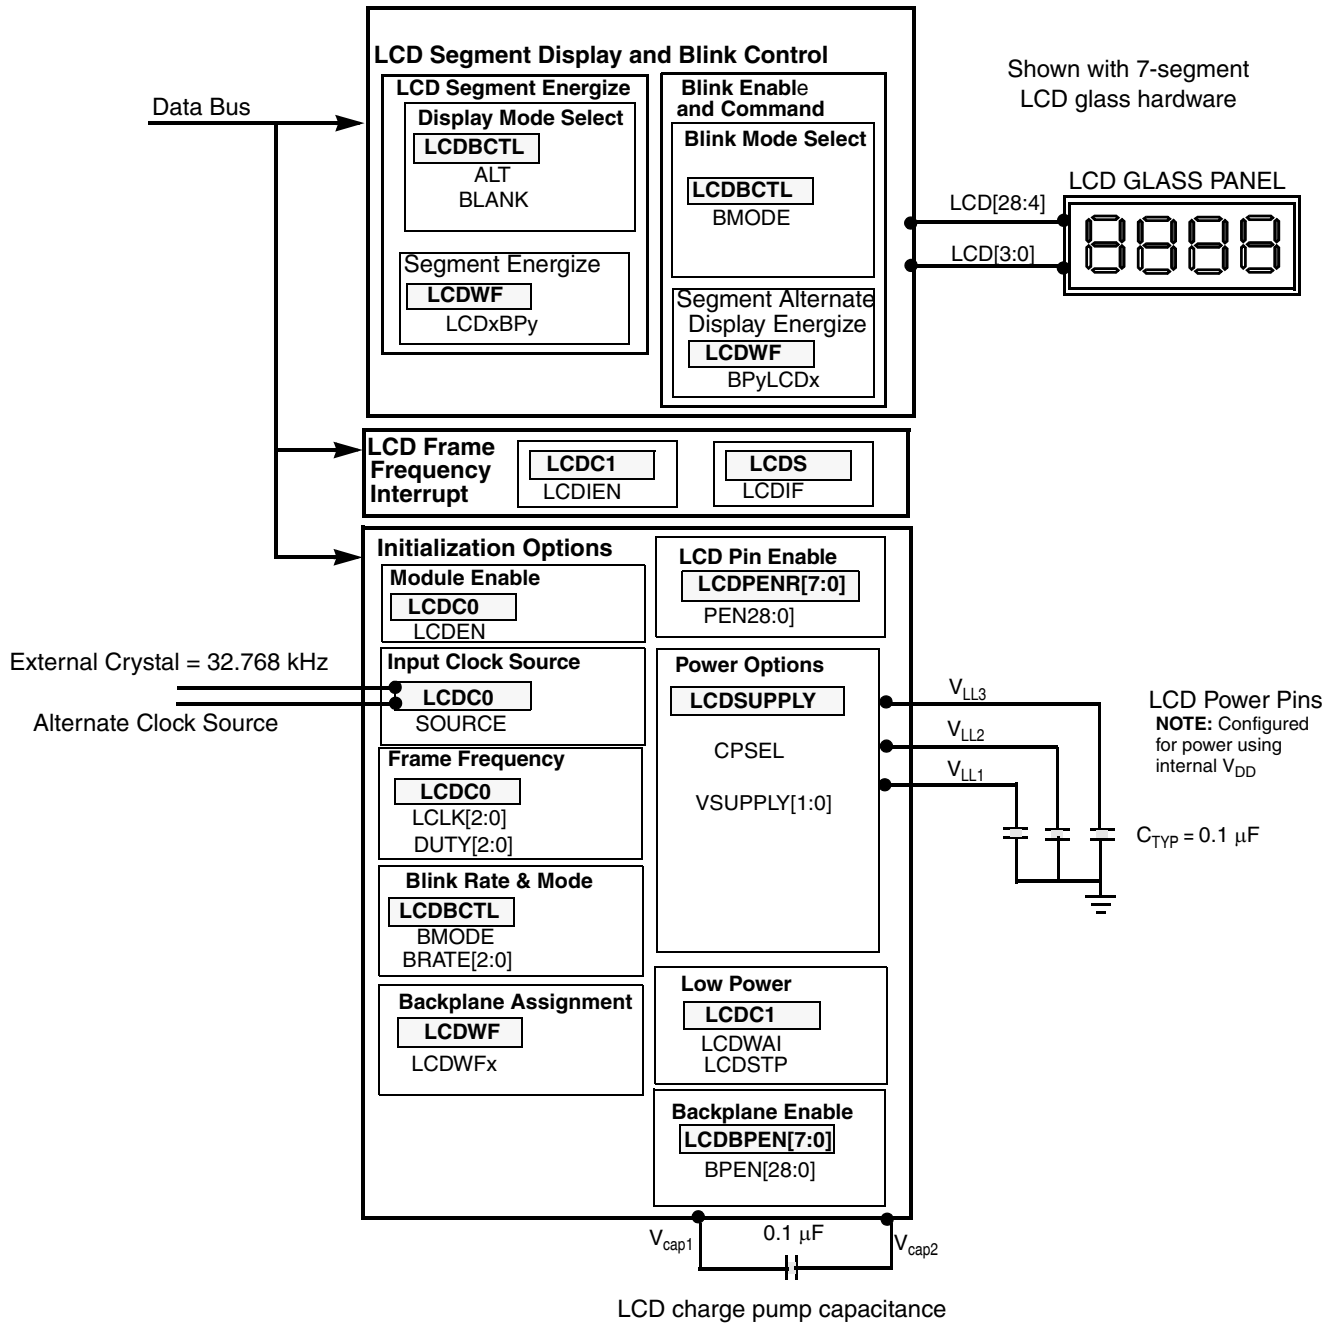 LCD Segment Display and Blink Control
LCD Segment Energize
Display Mode Select
LCDBCTL
ALT
BLANK
Segment Energize
LCDWF
LCDxBPy
Blink Enable
and Command
Blink Mode Select
LCDBCTL
BMODE
Segment Alternate
Display Energize
LCDWF
BPyLCDx
Data Bus
Shown with 7-segment
LCD glass hardware
LCD GLASS PANEL
LCD[28:4]
LCD[3:0]
LCD Frame
Frequency
Interrupt
LCDC1
LCDIEN
LCDS
LCDIF
Initialization Options
Module Enable
LCDC0
LCDEN
External Crystal = 32.768 kHz
Alternate Clock Source
Input Clock Source
LCDC0
SOURCE
Frame Frequency
LCDC0
LCLK[2:0]
DUTY[2:0]
Blink Rate & Mode
LCDBCTL
BMODE
BRATE[2:0]
Backplane Assignment
LCDWF
LCDWFx
LCD Pin Enable
LCDPENR[7:0]
PEN28:0]
Power Options
LCDSUPPLY
CPSEL
VSUPPLY[1:0]
VLL3
VLL2
VLL1
LCD Power Pins
NOTE: Configured
for power using
internal VDD
CTYP = 0.1 μF
Low Power
LCDC1
LCDWAI
LCDSTP
Backplane Enable
LCDBPEN[7:0]
BPEN[28:0]
Vcap1
0.1 μF
Vcap2
LCD charge pump capacitance